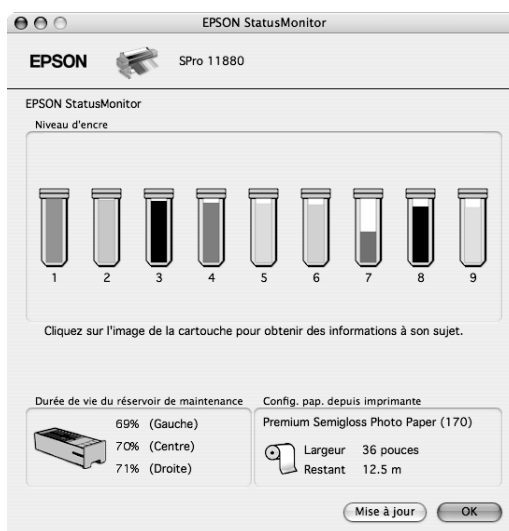 EPSON StatusMonitor
EPSON SPro 11880
EPSON StatusMonitor
Niveau d'encre
1 2 3 4 5 6 7 8 9
Cliquez sur l'image de la cartouche pour obtenir des informations à son sujet.
Durée de vie du réservoir de maintenance
69% (Gauche)
70% (Centre)
71% (Droite)
Config. pap. depuis imprimante
Premium Semigloss Photo Paper (170)
Largeur 36 pouces
Restant 12.5 m
Mise à jour OK